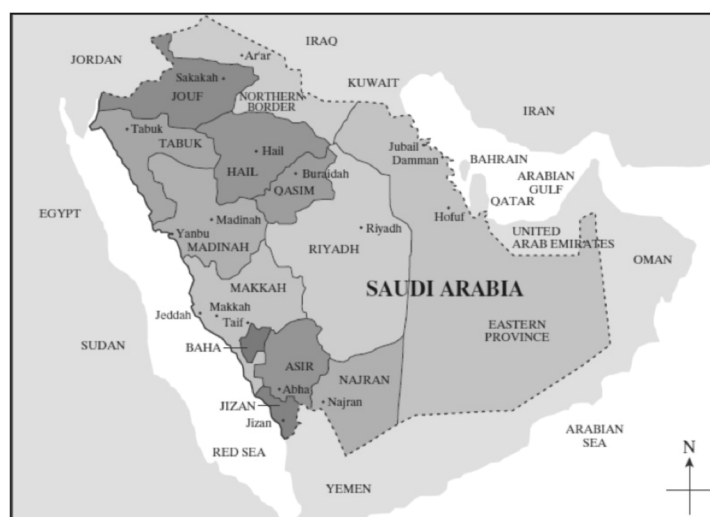 IRAQ
JORDAN
Ar'ar
Sakakah
KUWAIT
JOUF
NORTHERN
BORDER
IRAN
Tabuk
TABUK
Jubail
Damman
Hail
BAHRAIN
HAIL
Buraidah
ARABIAN
GULF
QASIM
QATAR
EGYPT
Madinah
Hofuf
Yanbu
Riyadh
UNITED
ARAB EMIRATES
MADINAH
RIYADH
OMAN
MAKKAH
SAUDI ARABIA
Makkah
Jeddah
Taif
EASTERN
PROVINCE
SUDAN
BAHA
ASIR
NAJRAN
Abha
JIZAN
Najran
Jizan
ARABIAN
SEA
RED SEA
N
YEMEN